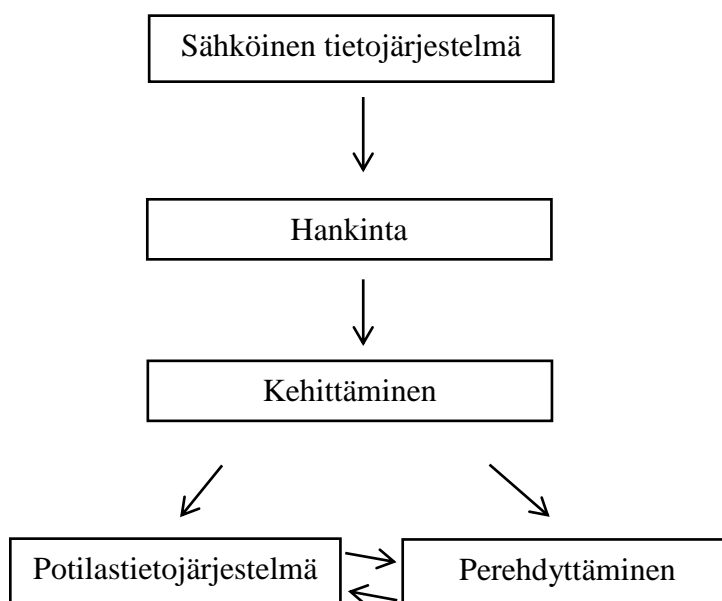 Sähköinen tietojärjestelmä
Hankinta
Kehittäminen
Potilastietojärjestelmä
Perehdyttäminen